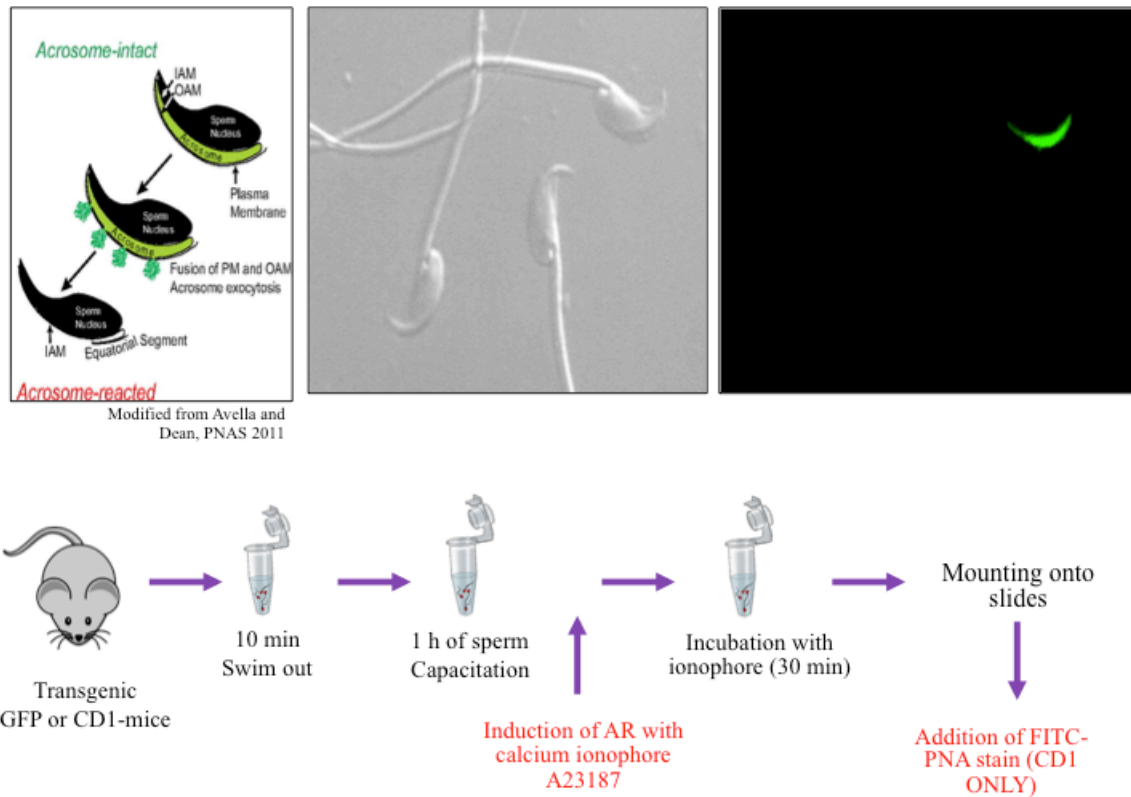 Acrosome-intact
IAM
OAM
Sperm
Nucleus
Acrosome
Plasma
Membrane
Sperm
Nucleus
Acrosome
Fusion of PM and OAM
Acrosome exocytosis
Sperm
Nucleus
IAM
Equatorial Segment
Acrosome-reacted
Modified from Avella and
Dean, PNAS 2011
Transgenic
GFP or CD1-mice
10 min
Swim out
1 h of sperm
Capacitation
Induction of AR with
calcium ionophore
A23187
Incubation with
ionophore (30 min)
Mounting onto
slides
Addition of FITC-
PNA stain (CD1
ONLY)